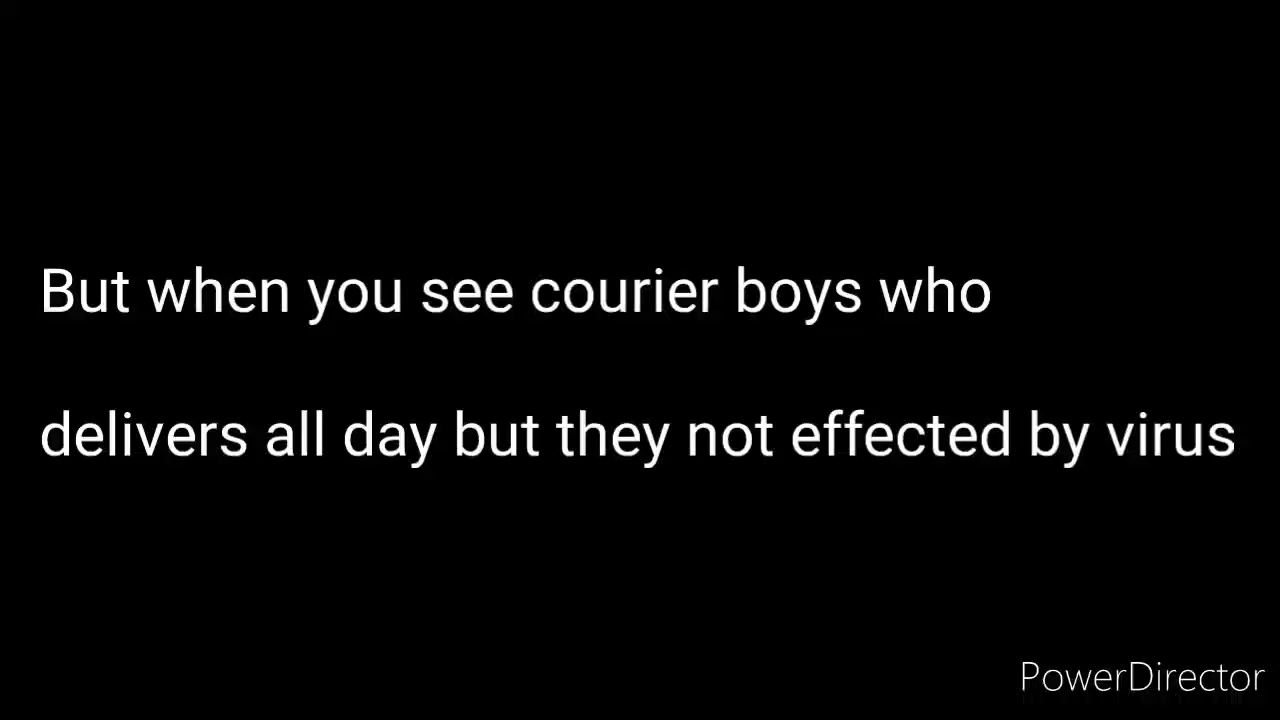 But when you see courier boys who
delivers all day but they not effected by virus
PowerDirector